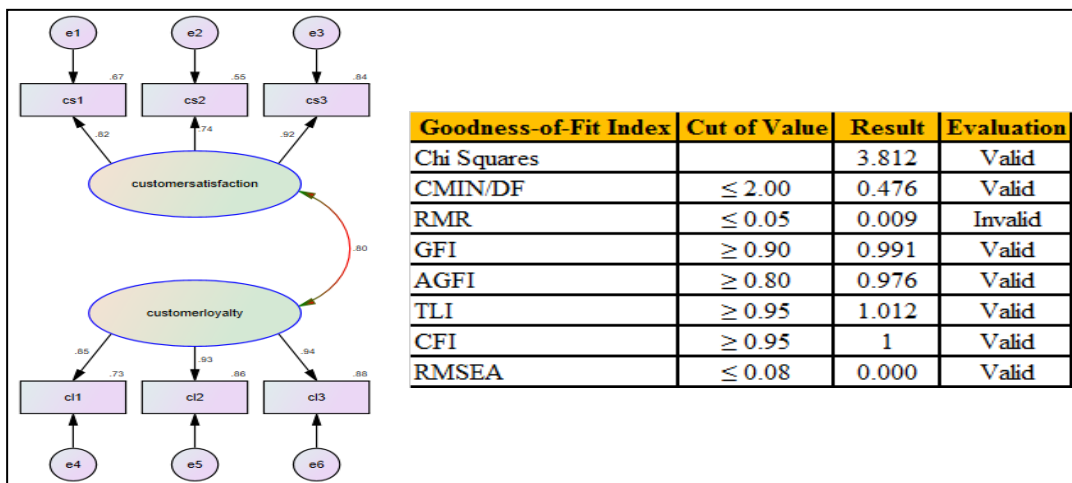 e1 e2 e3
.67 .55 .84
cs1 cs2 cs3
.82 .74 .92
customersatisfaction
.80
customerloyalty
.85 .93 .94
.73 .86 .88
cl1 cl2 cl3
e4 e5 e6
Goodness-of-Fit Index Cut of Value Result Evaluation
Chi Squares 3.812 Valid
CMIN/DF ≤ 2.00 0.476 Valid
RMR ≤ 0.05 0.009 Invalid
GFI ≥ 0.90 0.991 Valid
AGFI ≥ 0.80 0.976 Valid
TLI ≥ 0.95 1.012 Valid
CFI ≥ 0.95 1 Valid
RMSEA ≤ 0.08 0.000 Valid